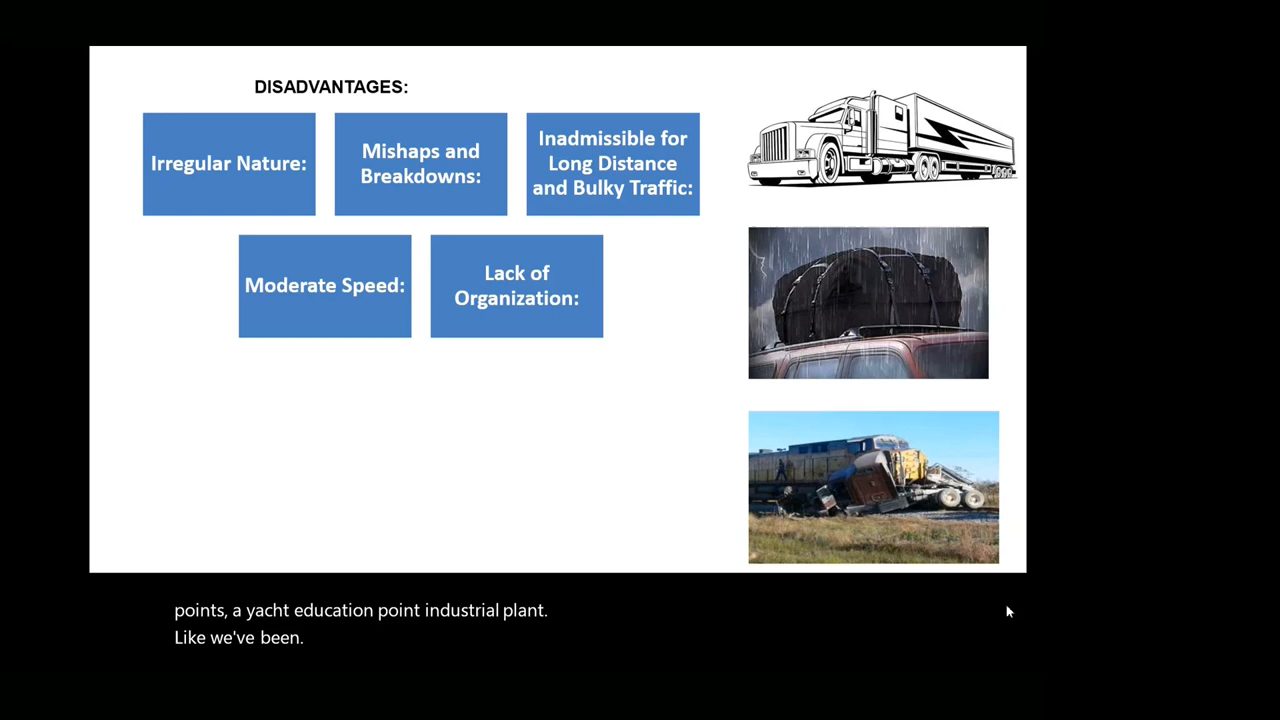 DISADVANTAGES:
Irregular Nature:
Mishaps and
Breakdowns:
Inadmissible for
Long Distance
and Bulky Traffic:
Moderate Speed:
Lack of
Organization:
points, a yacht education point industrial plant.
Like we've been.